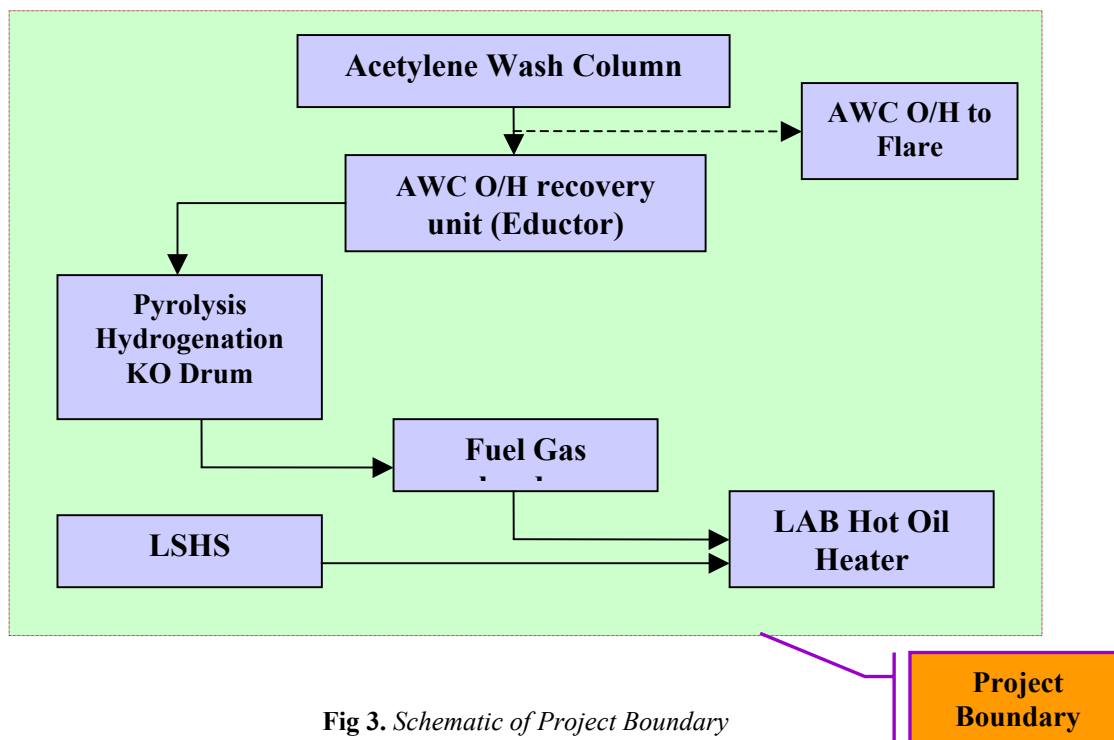 Acetylene Wash Column
AWC O/H to
Flare
AWC O/H recovery
unit (Eductor)
Pyrolysis
Hydrogenation
KO Drum
Fuel Gas
LSHS
LAB Hot Oil
Heater
Project
Boundary
Fig 3. Schematic of Project Boundary